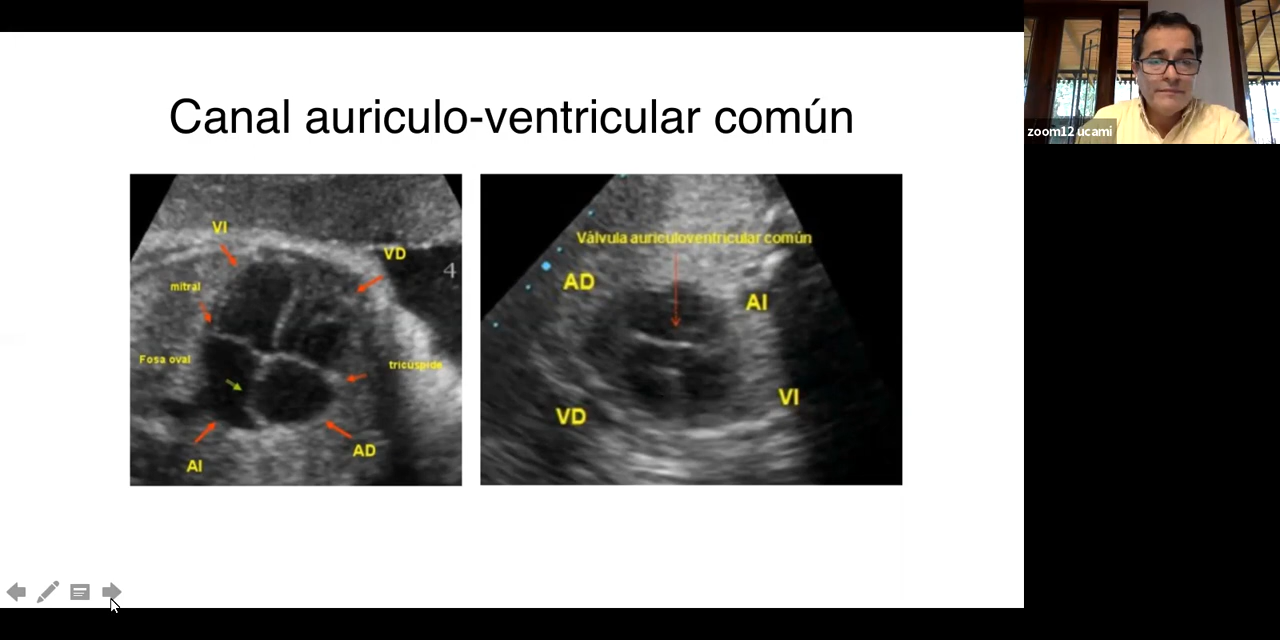 Canal auriculo-ventricular común
VI
VD
4
mitral
Fosa oval
tricúspide
AI
AD
Válvula auriculoventricular común
AD
AI
VD
VI
zoom12 ucami